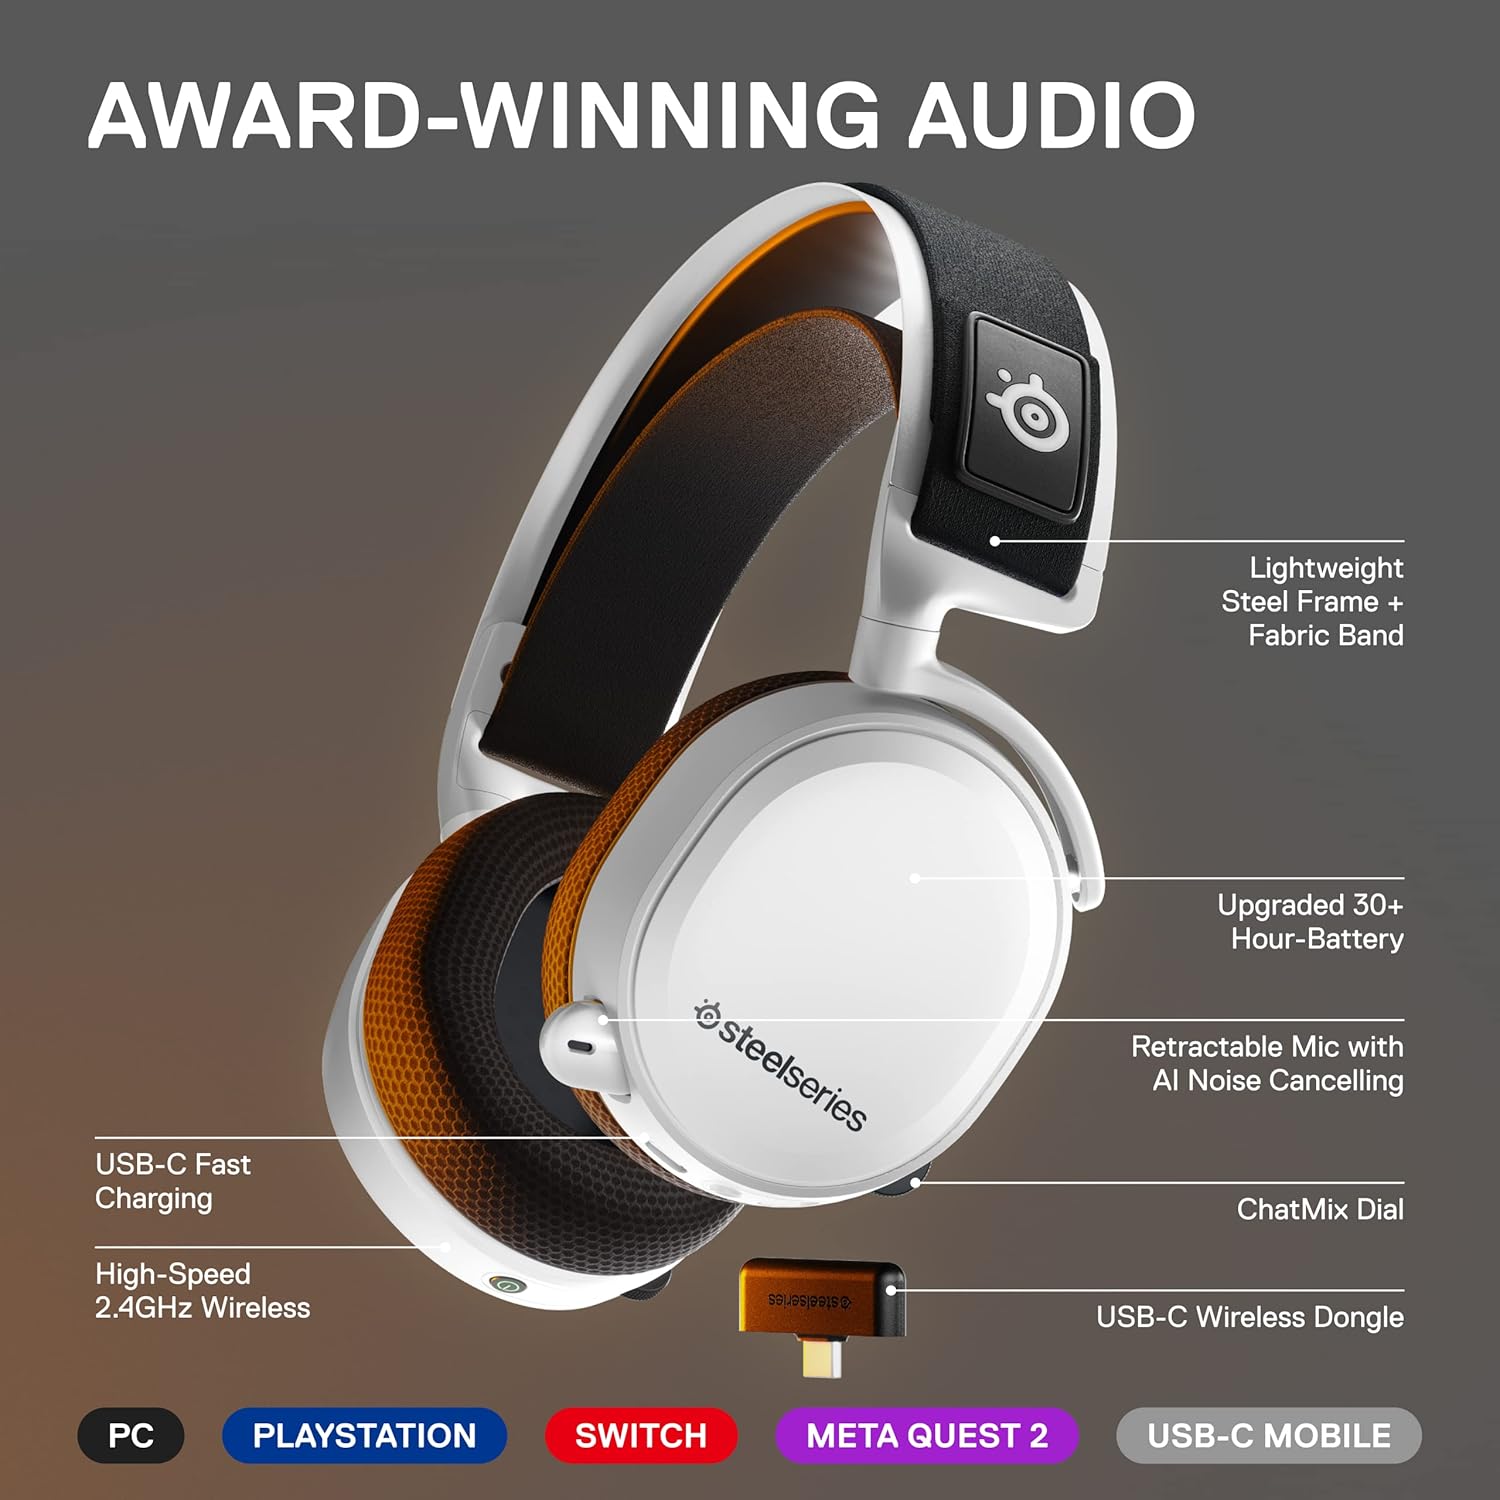 AWARD-WINNING AUDIO
Lightweight
Steel Frame +
Fabric Band
Upgraded 30+
Hour-Battery
steelseries
Retractable Mic with
AI Noise Cancelling
USB-C Fast
Charging
ChatMix Dial
High-Speed
2.4GHz Wireless
steelseries
USB-C Wireless Dongle
PC
PLAYSTATION
SWITCH
META QUEST 2
USB-C MOBILE